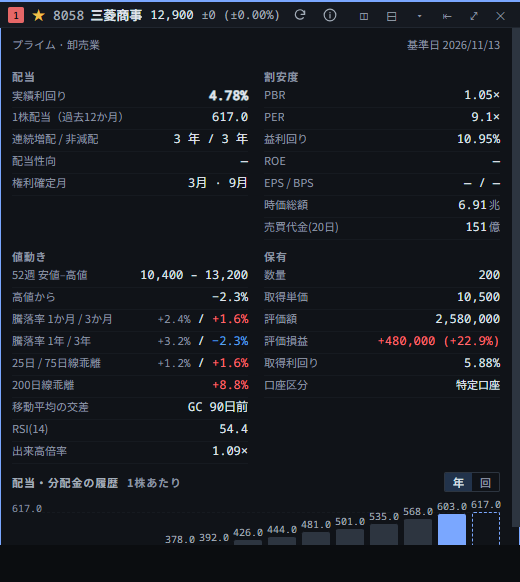 1 ★ 8058 三菱商事 12,900 ±0 (±0.00%)
プライム・卸売業 基準日 2026/11/13
配当
実績利回り 4.78%
1株配当（過去12か月） 617.0
連続増配 / 非減配 3 年 / 3 年
配当性向 —
権利確定月 3月 · 9月
割安度
PBR 1.05×
PER 9.1×
益利回り 10.95%
ROE —
EPS / BPS — / —
時価総額 6.91兆
売買代金(20日) 151億
値動き
52週 安値–高値 10,400 – 13,200
高値から -2.3%
騰落率 1か月 / 3か月 +2.4% / +1.6%
騰落率 1年 / 3年 +3.2% / -2.3%
25日 / 75日線乖離 +1.2% / +1.6%
200日線乖離 +8.8%
移動平均の交差 GC 90日前
RSI(14) 54.4
出来高倍率 1.09×
保有
数量 200
取得単価 10,500
評価額 2,580,000
評価損益 +480,000 (+22.9%)
取得利回り 5.88%
口座区分 特定口座
配当・分配金の履歴 1株あたり 年 回
617.0
378.0 392.0 426.0 444.0 481.0 501.0 535.0 568.0 603.0 617.0